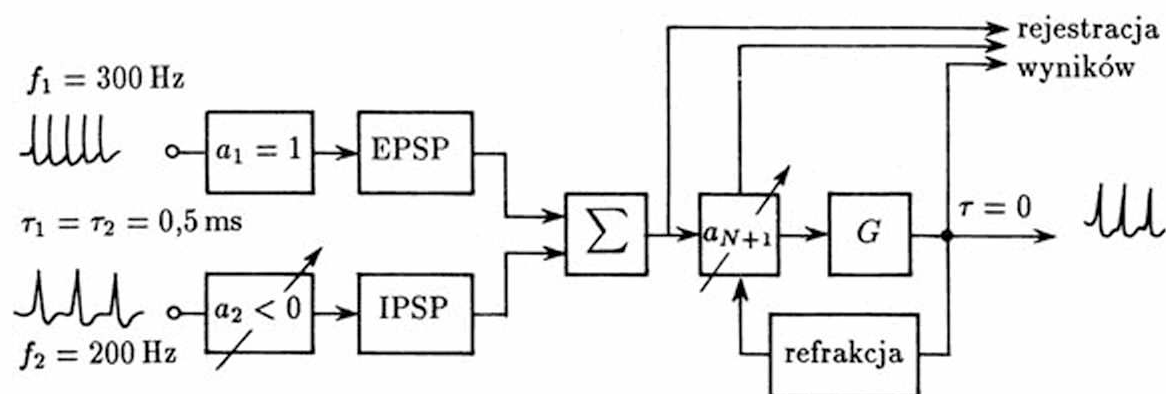 rejestracja
wyników
f₁ = 300 Hz
a₁ = 1
EPSP
τ₁ = τ₂ = 0,5 ms
Σ
a_{N+1}
G
τ = 0
a₂ < 0
IPSP
f₂ = 200 Hz
refrakcja